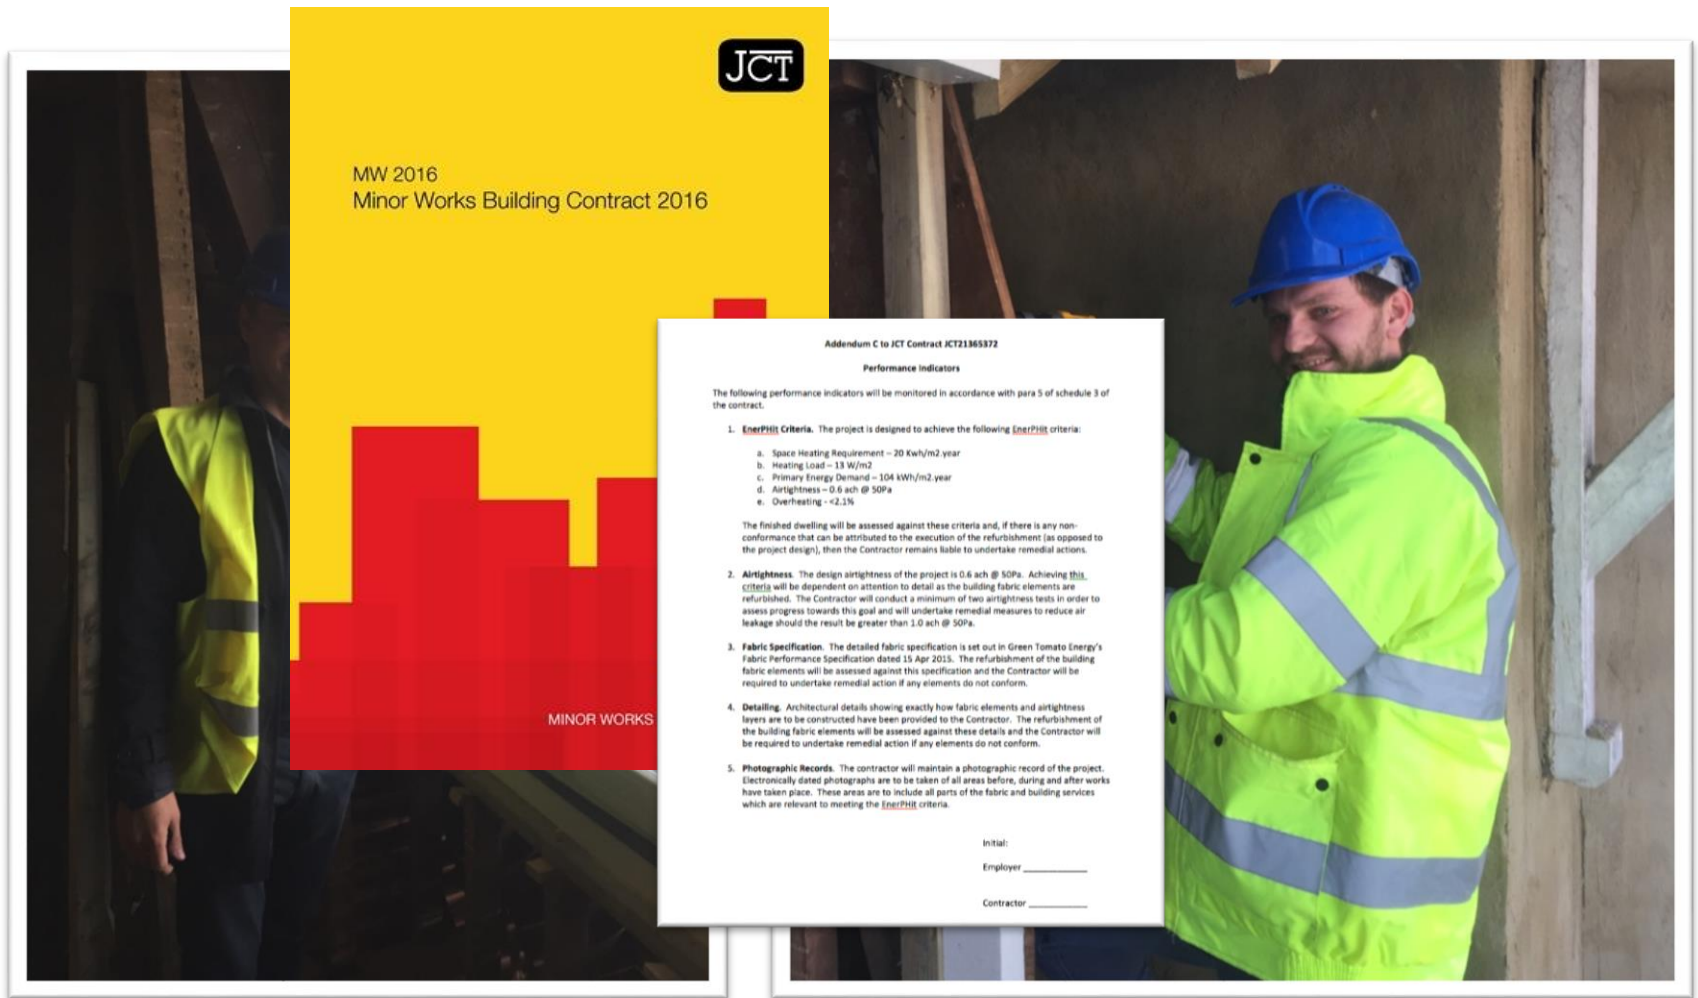 JCT
MW 2016
Minor Works Building Contract 2016
MINOR WORKS
Addendum C to JCT Contract JCT21365372
Performance Indicators
The following performance indicators will be monitored in accordance with para 5 of schedule 3 of
the contract.
1. EnerPHit Criteria. The project is designed to achieve the following EnerPHit criteria:
a. Space Heating Requirement – 20 Kwh/m2.year
b. Heating Load – 13 W/m2
c. Primary Energy Demand – 104 kWh/m2.year
d. Airtightness – 0.6 ach @ 50Pa
e. Overheating - <2.1%
The finished dwelling will be assessed against these criteria and, if there is any non-
conformance that can be attributed to the execution of the refurbishment (as opposed to
the project design), then the Contractor remains liable to undertake remedial actions.
2. Airtightness. The design airtightness of the project is 0.6 ach @ 50Pa. Achieving this
criteria will be dependent on attention to detail as the building fabric elements are
refurbished. The Contractor will conduct a minimum of two airtightness tests in order to
assess progress towards this goal and will undertake remedial measures to reduce air
leakage should the result be greater than 1.0 ach @ 50Pa.
3. Fabric Specification. The detailed fabric specification is set out in Green Tomato Energy's
Fabric Performance Specification dated 15 Apr 2015. The refurbishment of the building
fabric elements will be assessed against this specification and the Contractor will be
required to undertake remedial action if any elements do not conform.
4. Detailing. Architectural details showing exactly how fabric elements and airtightness
layers are to be constructed have been provided to the Contractor. The refurbishment of
the building fabric elements will be assessed against these details and the Contractor will
be required to undertake remedial action if any elements do not conform.
5. Photographic Records. The contractor will maintain a photographic record of the project.
Electronically dated photographs are to be taken of all areas before, during and after works
have taken place. These areas are to include all parts of the fabric and building services
which are relevant to meeting the EnerPHit criteria.
Initial:
Employer ____________
Contractor ___________